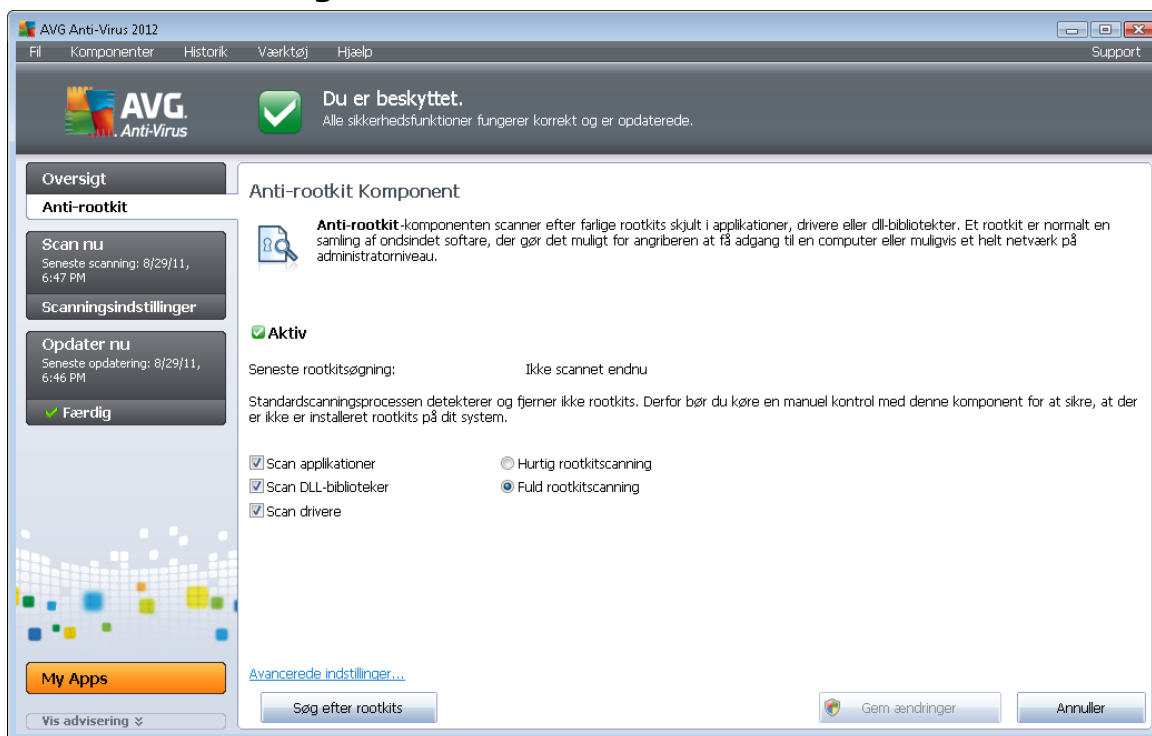 AVG Anti-Virus 2012
Fil Komponenter Historik Værktøj Hjælp Support
AVG.
Anti-Virus
Du er beskyttet.
Alle sikkerhedsfunktioner fungerer korrekt og er opdaterede.
Oversigt
Anti-rootkit
Scan nu
Seneste scanning: 8/29/11,
6:47 PM
Scanningsindstillinger
Opdater nu
Seneste opdatering: 8/29/11,
6:46 PM
Færdig
My Apps
Vis advisering
Anti-rootkit Komponent
Anti-rootkit-komponenten scanner efter farlige rootkits skjult i applikationer, drivere eller dll-bibliotekter. Et rootkit er normalt en
samling af ondsindet softare, der gør det muligt for angriberen at få adgang til en computer eller muligvis et helt netværk på
administratorniveau.
Aktiv
Seneste rootkitsøgning: Ikke scannet endnu
Standardscanningsprocessen detekterer og fjerner ikke rootkits. Derfor bør du køre en manuel kontrol med denne komponent for at sikre, at der
er ikke er installeret rootkits på dit system.
Scan applikationer Hurtig rootkitscanning
Scan DLL-biblioteker Fuld rootkitscanning
Scan drivere
Avancerede indstillinger...
Søg efter rootkits Gem ændringer Annuller